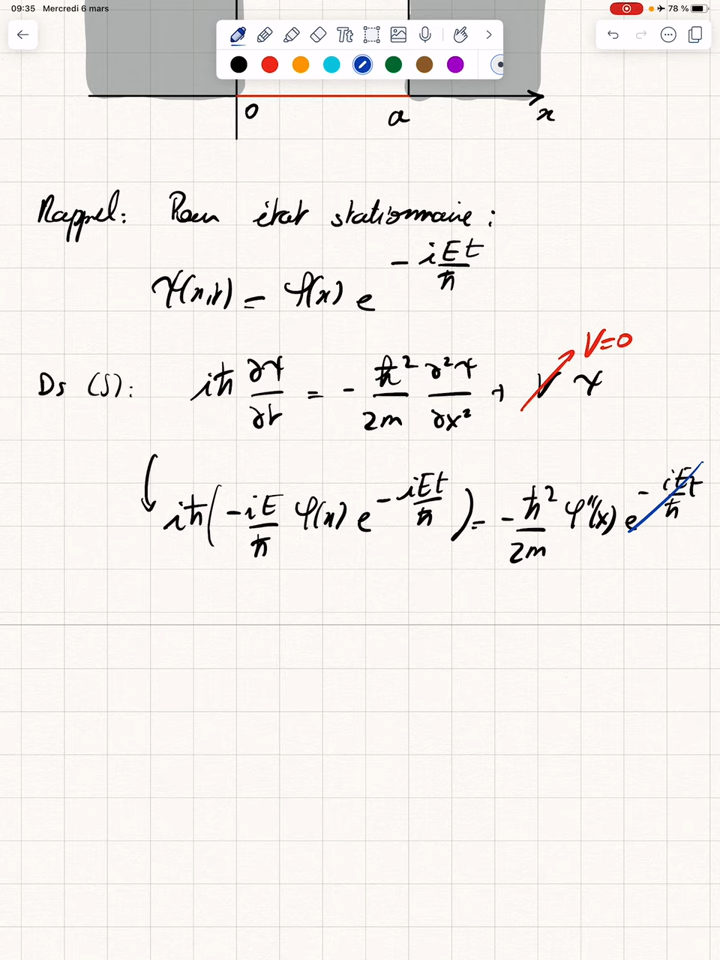 09:35 Mercredi 6 mars
78 %
Tt
0 a x
Rappel: Pour état stationnaire :
Ψ(x,t) = φ(x) e^(-iEt/ħ)
V=0
Ds (S): iħ ∂Ψ/∂t = - ħ²/2m ∂²Ψ/∂x² + V Ψ
iħ(-iE/ħ φ(x) e^(-iEt/ħ)) = - ħ²/2m φ''(x) e^(-iEt/ħ)